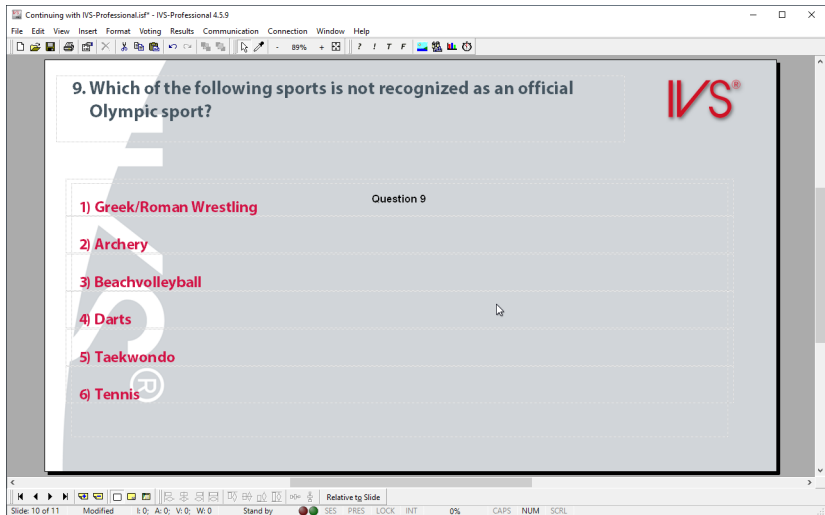 Continuing with IVS-Professional.isf* - IVS-Professional 4.5.9
File Edit View Insert Format Voting Results Communication Connection Window Help
- 89% + ? ! T F
9. Which of the following sports is not recognized as an official
Olympic sport?
IVS®
Question 9
1) Greek/Roman Wrestling
2) Archery
3) Beachvolleyball
4) Darts
5) Taekwondo
6) Tennis
VS®
Relative to Slide
Slide: 10 of 11 Modified I: 0; A: 0; V: 0; W: 0 Stand by SES PRES LOCK INT 0% CAPS NUM SCRL